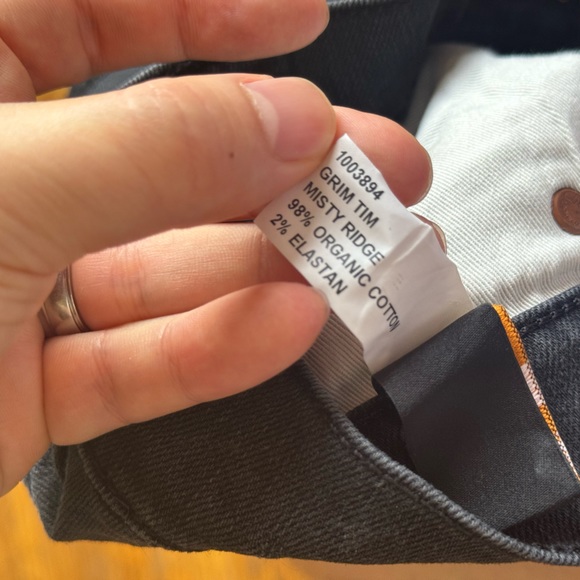 1003894
GRIM TIM
MISTY RIDGE
98% ORGANIC COTTON
2% ELASTAN